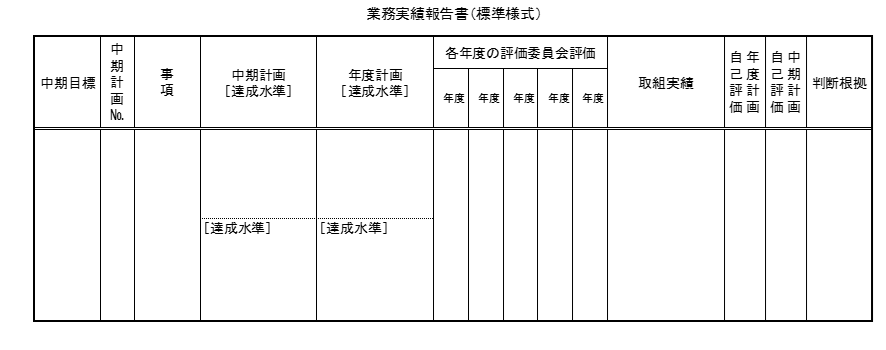 業務実績報告書（標準様式）
中期目標
中期計画№
事項
中期計画
［達成水準］
年度計画
［達成水準］
各年度の評価委員会評価
年度
年度
年度
年度
年度
取組実績
年度計画
自己評価
中期計画
自己評価
判断根拠
［達成水準］
［達成水準］